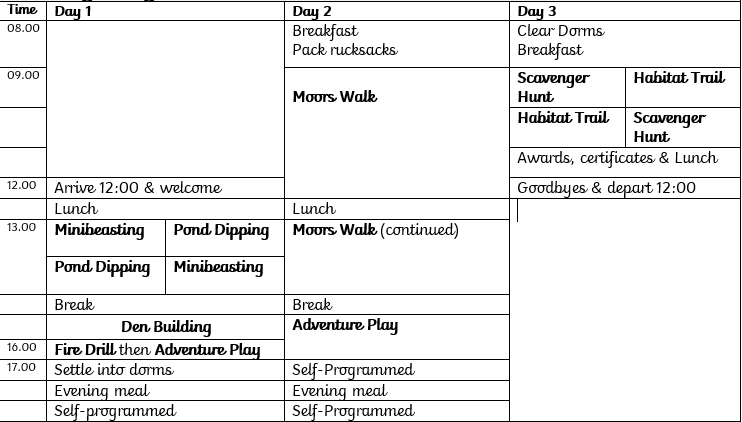 Time Day 1 Day 2 Day 3
08.00 Breakfast Clear Dorms
Pack rucksacks Breakfast
09.00 Moors Walk Scavenger Hunt Habitat Trail
Habitat Trail Scavenger Hunt
Awards, certificates & Lunch
12.00 Arrive 12:00 & welcome Goodbyes & depart 12:00
Lunch Lunch
13.00 Minibeasting Pond Dipping Moors Walk (continued)
Pond Dipping Minibeasting
Break Break
Den Building Adventure Play
16.00 Fire Drill then Adventure Play
17.00 Settle into dorms Self-Programmed
Evening meal Evening meal
Self-programmed Self-Programmed